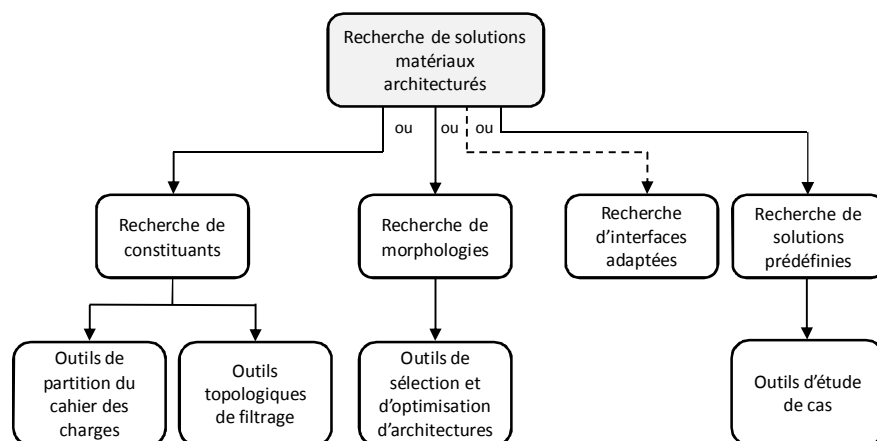 Recherche de solutions
matériaux
architecturés
ou
ou
ou
Recherche de
constituants
Recherche de
morphologies
Recherche
d'interfaces
adaptées
Recherche de
solutions
prédéfinies
Outils de
partition du
cahier des
charges
Outils
topologiques
de filtrage
Outils de
sélection et
d'optimisation
d'architectures
Outils d'étude
de cas